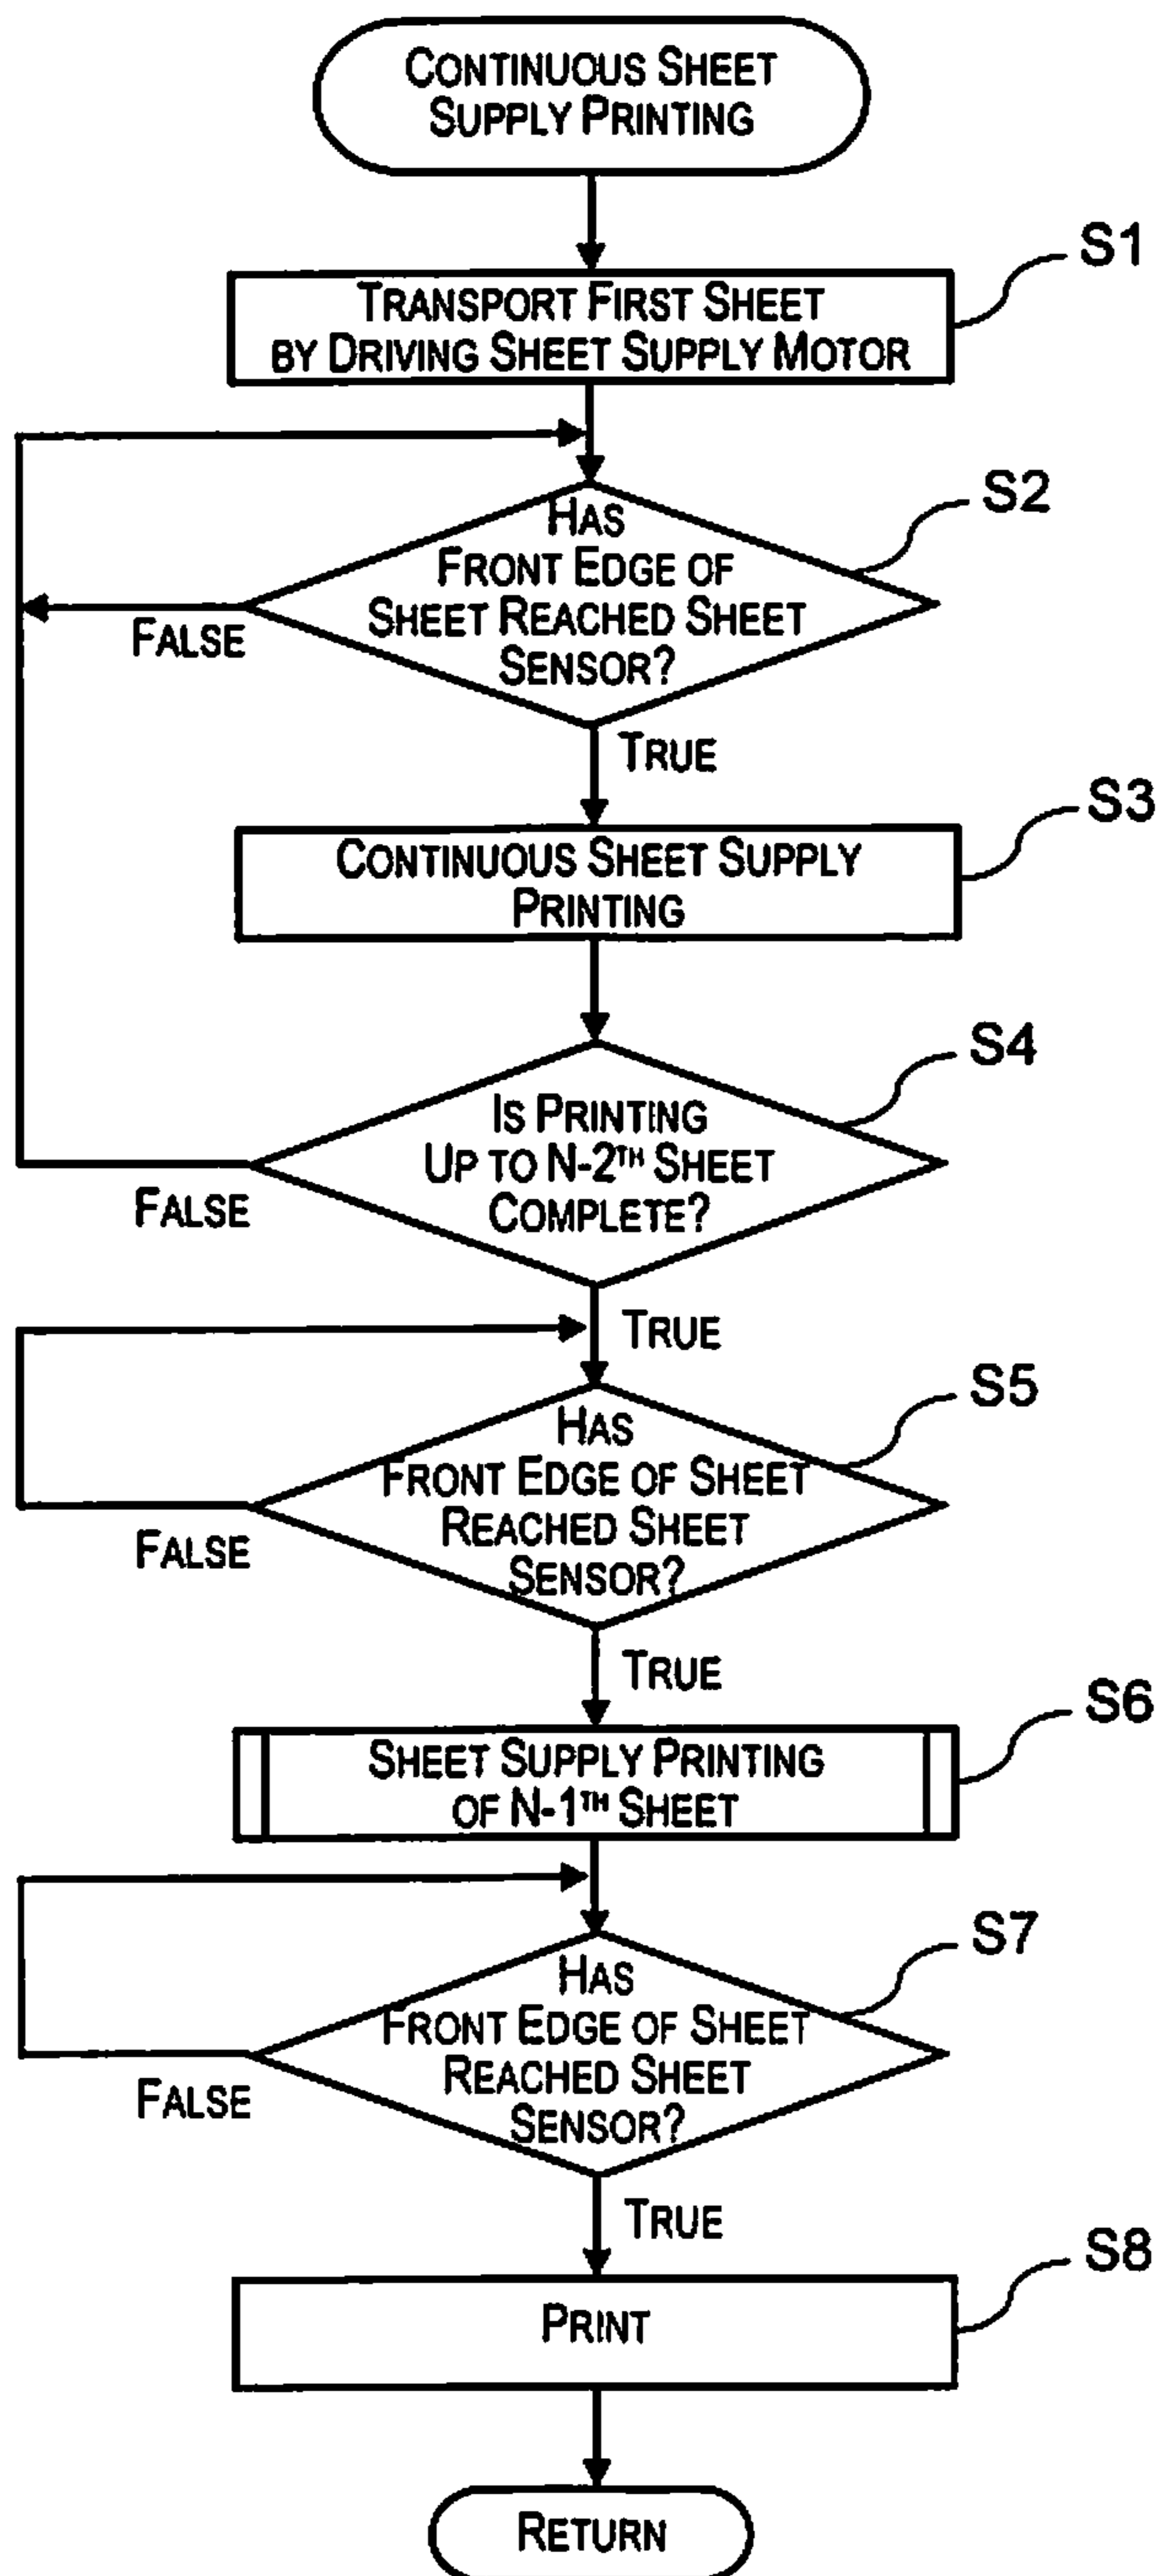 CONTINUOUS SHEET
SUPPLY PRINTING
S1
TRANSPORT FIRST SHEET
BY DRIVING SHEET SUPPLY MOTOR
S2
HAS
FRONT EDGE OF
SHEET REACHED SHEET
SENSOR?
FALSE
TRUE
S3
CONTINUOUS SHEET SUPPLY
PRINTING
S4
IS PRINTING
UP TO N-2TH SHEET
COMPLETE?
FALSE
TRUE
S5
HAS
FRONT EDGE OF SHEET
REACHED SHEET
SENSOR?
FALSE
TRUE
S6
SHEET SUPPLY PRINTING
OF N-1TH SHEET
S7
HAS
FRONT EDGE OF SHEET
REACHED SHEET
SENSOR?
FALSE
TRUE
S8
PRINT
RETURN